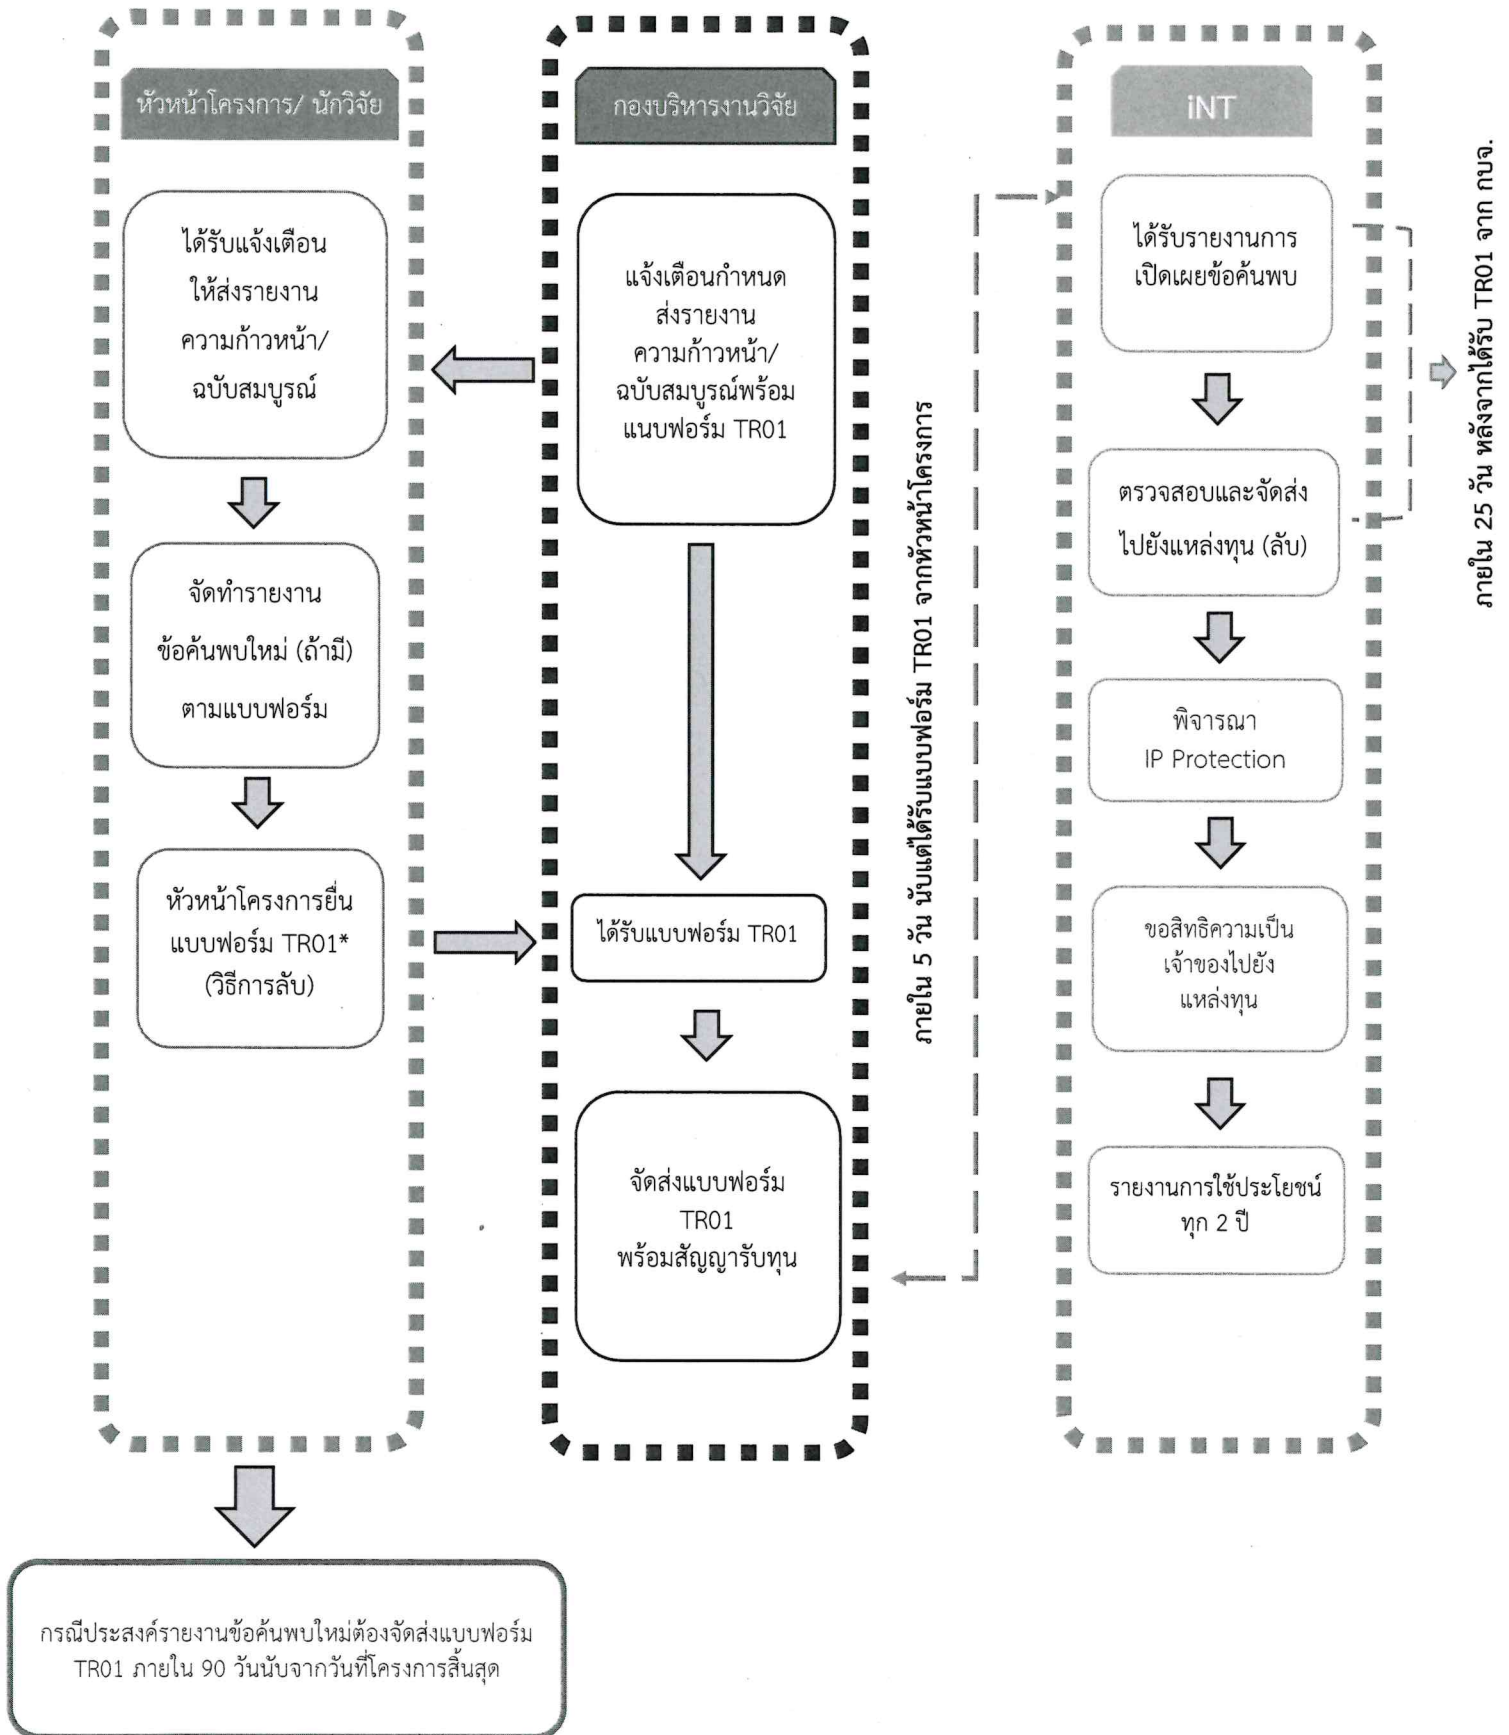 หัวหน้าโครงการ/ นักวิจัย
ได้รับแจ้งเตือน
ให้ส่งรายงาน
ความก้าวหน้า/
ฉบับสมบูรณ์
จัดทำรายงาน
ข้อค้นพบใหม่ (ถ้ามี)
ตามแบบฟอร์ม
หัวหน้าโครงการยื่น
แบบฟอร์ม TR01*
(วิธีการลับ)
กรณีประสงค์รายงานข้อค้นพบใหม่ต้องจัดส่งแบบฟอร์ม
TR01 ภายใน 90 วันนับจากวันที่โครงการสิ้นสุด
กองบริหารงานวิจัย
แจ้งเตือนกำหนด
ส่งรายงาน
ความก้าวหน้า/
ฉบับสมบูรณ์พร้อม
แนบฟอร์ม TR01
ได้รับแบบฟอร์ม TR01
จัดส่งแบบฟอร์ม
TR01
พร้อมสัญญารับทุน
ภายใน 5 วัน นับแต่ได้รับแบบฟอร์ม TR01 จากหัวหน้าโครงการ
iNT
ได้รับรายงานการ
เปิดเผยข้อค้นพบ
ตรวจสอบและจัดส่ง
ไปยังแหล่งทุน (ลับ)
พิจารณา
IP Protection
ขอสิทธิความเป็น
เจ้าของไปยัง
แหล่งทุน
รายงานการใช้ประโยชน์
ทุก 2 ปี
ภายใน 25 วัน หลังจากได้รับ TR01 จาก กบจ.